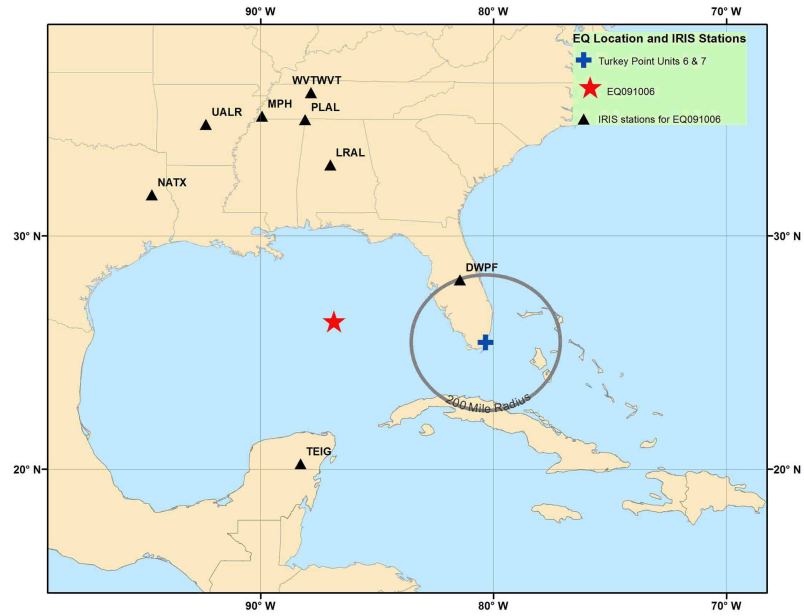 90° W
80° W
70° W
EQ Location and IRIS Stations
Turkey Point Units 6 & 7
EQ091006
IRIS stations for EQ091006
WVTWVT
MPH
PLAL
UALR
LRAL
NATX
30° N
30° N
DWPF
200 Mile Radius
TEIG
20° N
20° N
90° W
80° W
70° W